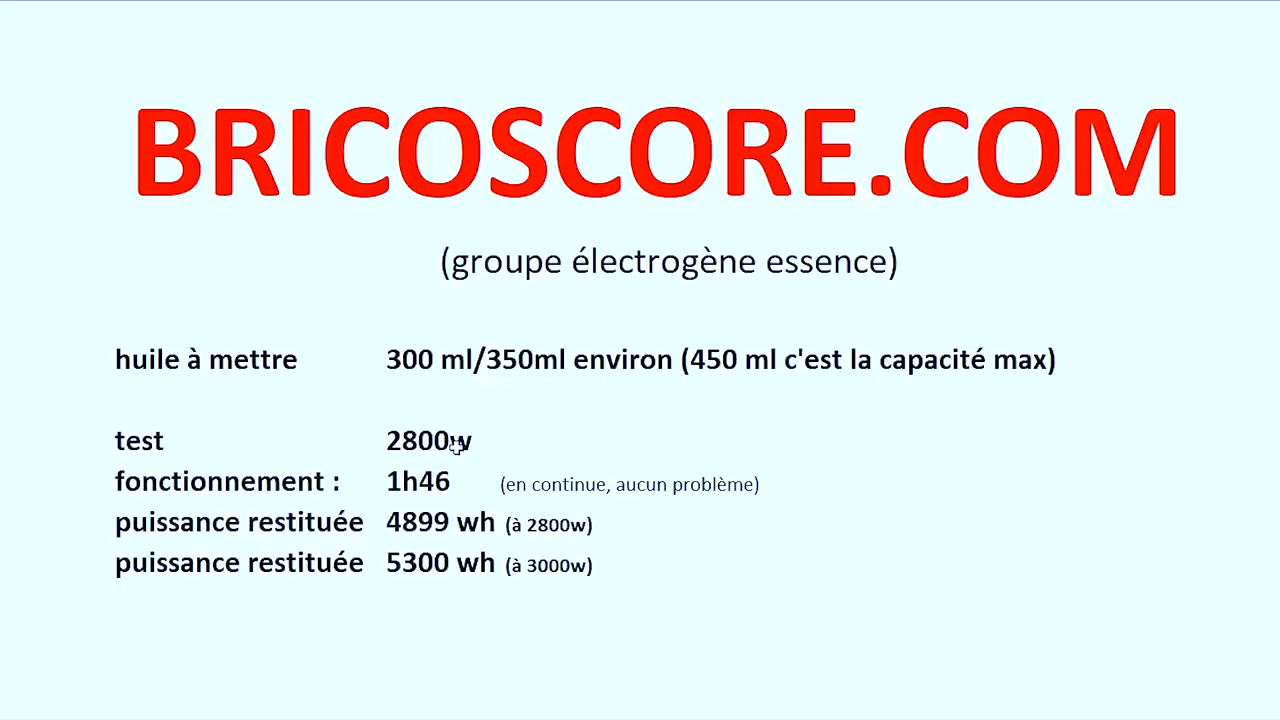 BRICOSCORE.COM
(groupe électrogène essence)
huile à mettre 300 ml/350ml environ (450 ml c'est la capacité max)
test 2800w
fonctionnement : 1h46 (en continue, aucun problème)
puissance restituée 4899 wh (à 2800w)
puissance restituée 5300 wh (à 3000w)